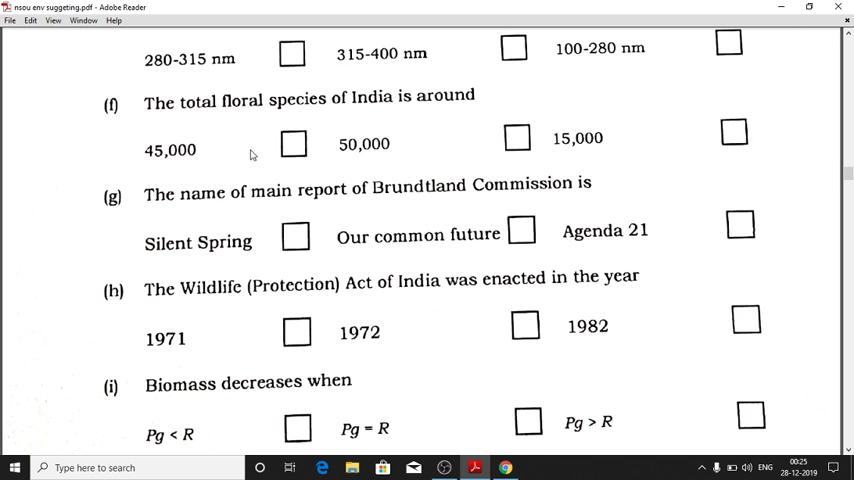 nsou env suggeting.pdf - Adobe Reader
File Edit View Window Help
280-315 nm 315-400 nm 100-280 nm
(f) The total floral species of India is around
45,000 50,000 15,000
(g) The name of main report of Brundtland Commission is
Silent Spring Our common future Agenda 21
(h) The Wildlife (Protection) Act of India was enacted in the year
1971 1972 1982
(i) Biomass decreases when
Pg < R Pg = R Pg > R
Type here to search
ENG
00:25
28-12-2019